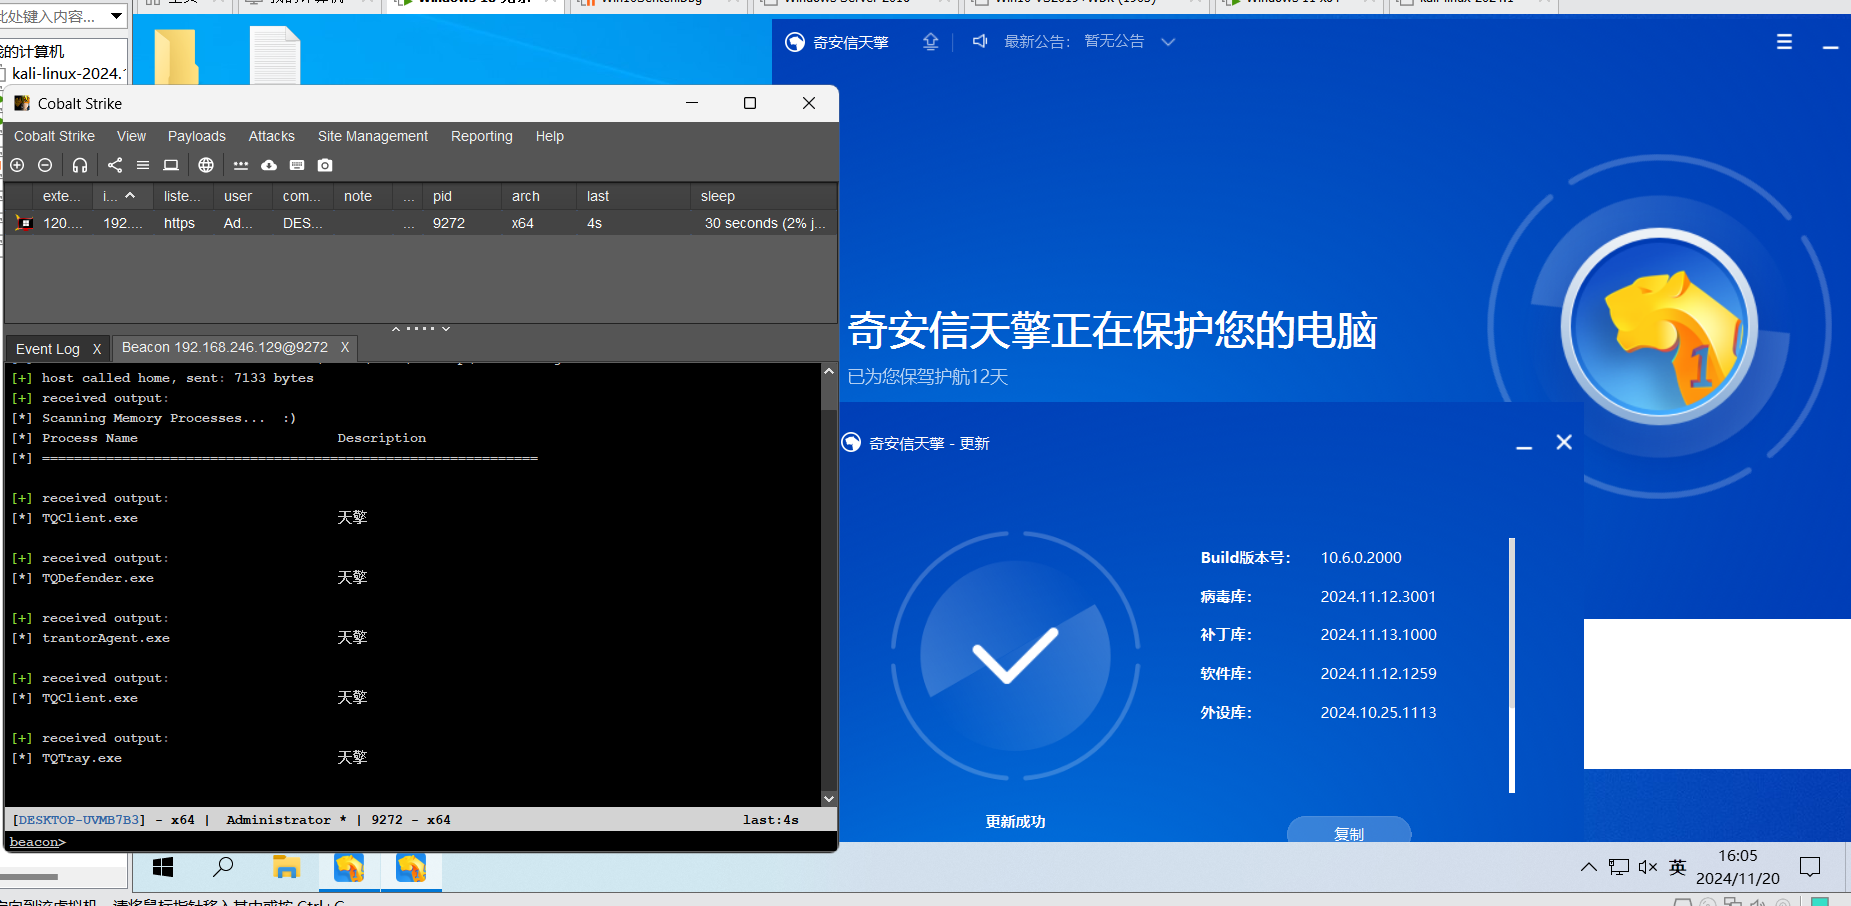 此处键入内容...
我的计算机
kali-linux-2024.1
奇安信天擎
最新公告： 暂无公告
Cobalt Strike
Cobalt Strike View Payloads Attacks Site Management Reporting Help
exte... i... liste... user com... note ... pid arch last sleep
120.... 192.... https Ad... DES... ... 9272 x64 4s 30 seconds (2% j...
Event Log X Beacon 192.168.246.129@9272 X
[+] host called home, sent: 7133 bytes
[+] received output:
[*] Scanning Memory Processes... :)
[*] Process Name Description
[*] ==============================================================
[+] received output:
[*] TQClient.exe 天擎
[+] received output:
[*] TQDefender.exe 天擎
[+] received output:
[*] trantorAgent.exe 天擎
[+] received output:
[*] TQClient.exe 天擎
[+] received output:
[*] TQTray.exe 天擎
[DESKTOP-UVMB7B3] - x64 | Administrator * | 9272 - x64 last:4s
beacon>
奇安信天擎正在保护您的电脑
已为您保驾护航12天
1
奇安信天擎 - 更新
Build版本号： 10.6.0.2000
病毒库： 2024.11.12.3001
补丁库： 2024.11.13.1000
软件库： 2024.11.12.1259
外设库： 2024.10.25.1113
更新成功
复制
英
16:05
2024/11/20